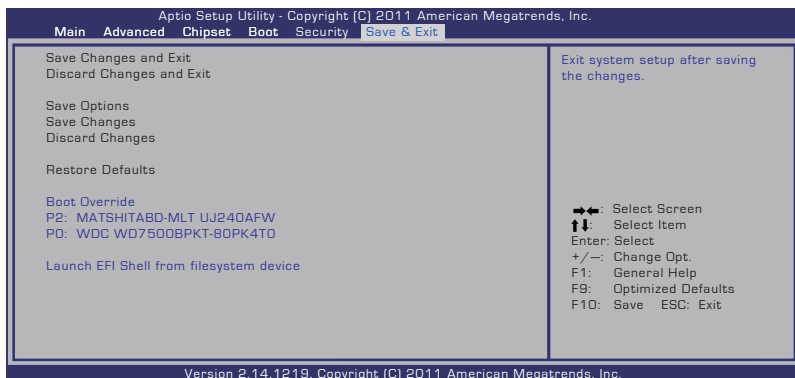 Aptio Setup Utility - Copyright (C) 2011 American Megatrends, Inc.
Main Advanced Chipset Boot Security Save & Exit
Save Changes and Exit
Discard Changes and Exit
Save Options
Save Changes
Discard Changes
Restore Defaults
Boot Override
P2: MATSHITABD-MLT UJ240AFW
P0: WDC WD7500BPKT-80PK4T0
Launch EFI Shell from filesystem device
Exit system setup after saving
the changes.
→←: Select Screen
↑↓: Select Item
Enter: Select
+/—: Change Opt.
F1: General Help
F9: Optimized Defaults
F10: Save ESC: Exit
Version 2.14.1219. Copyright (C) 2011 American Megatrends, Inc.